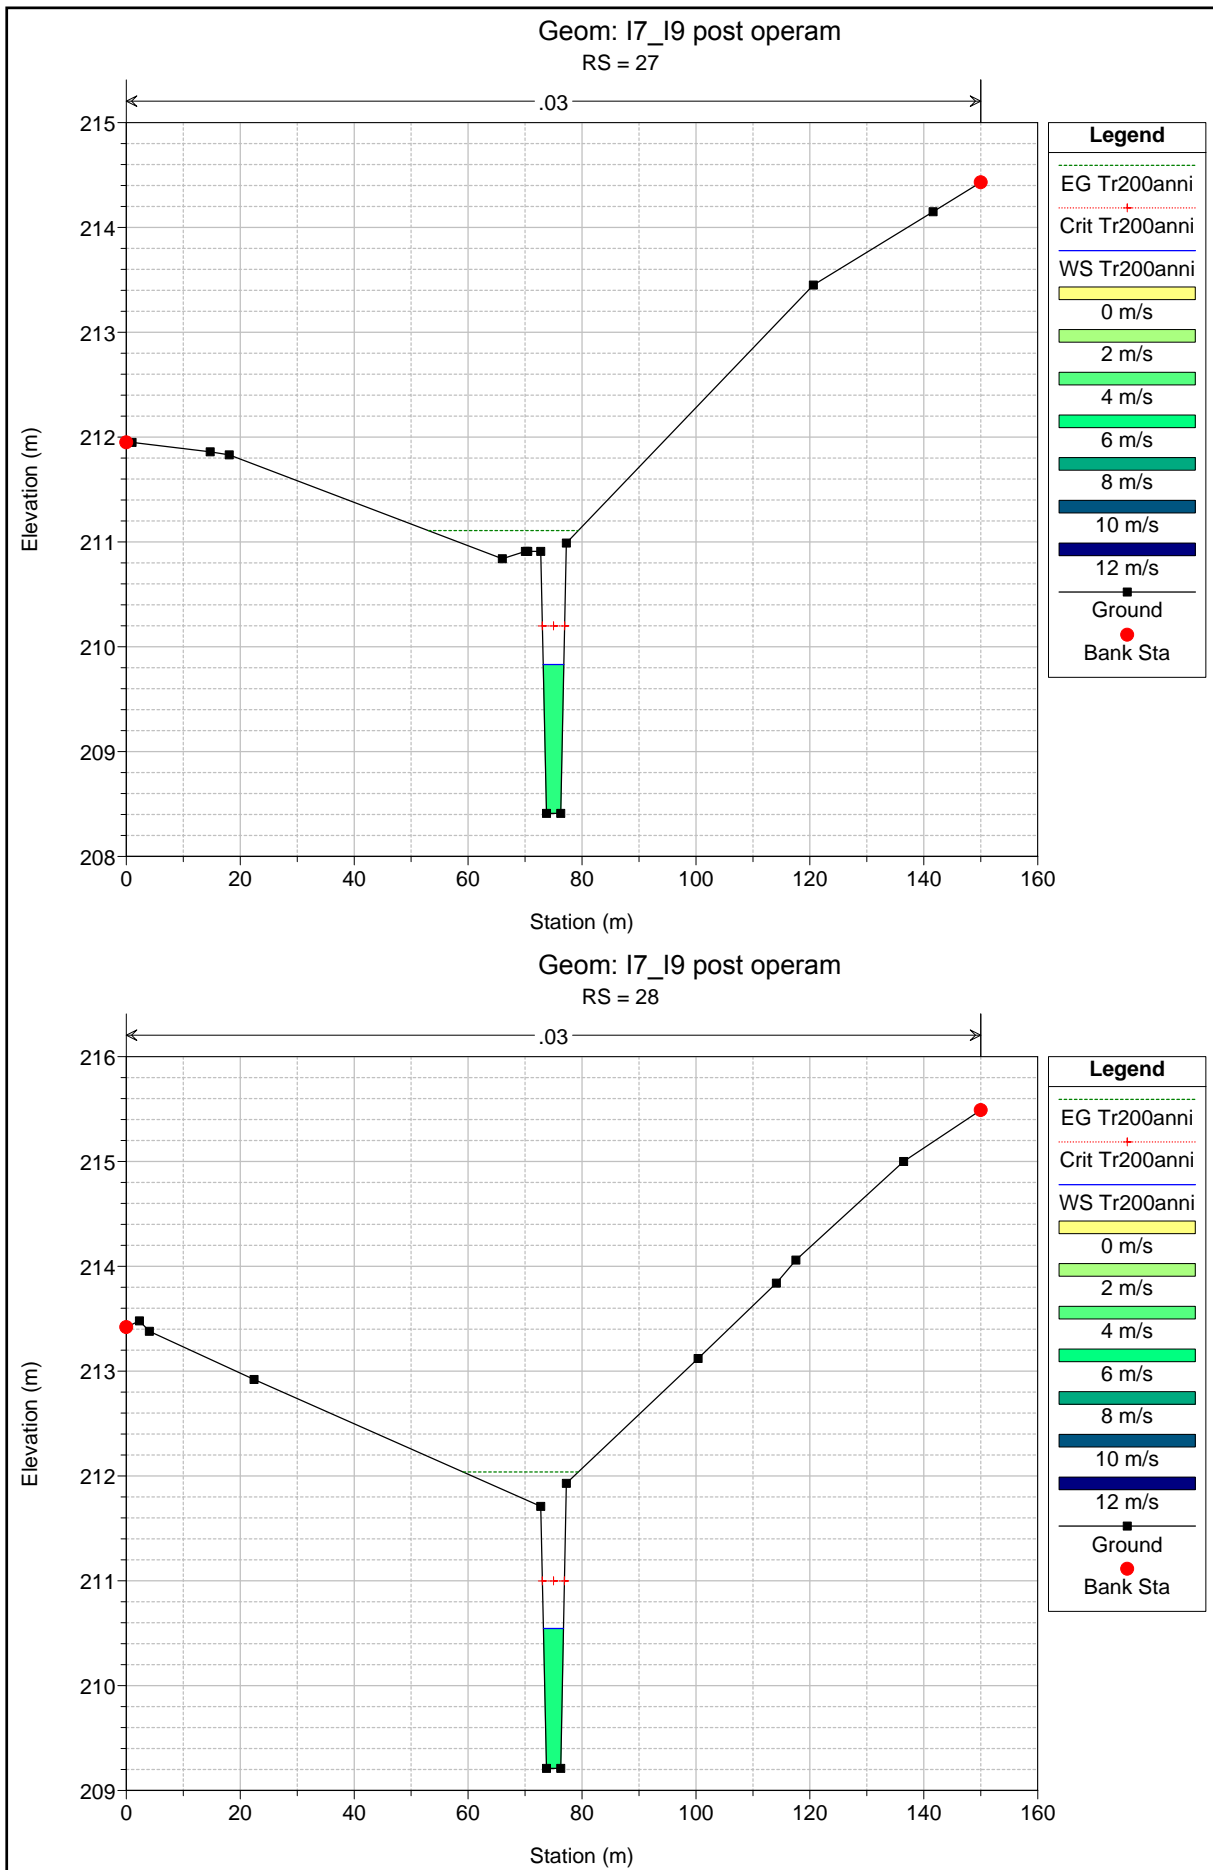 Geom: I7_I9 post operam
RS = 27
.03
215
214
213
212
211
210
209
208
Elevation (m)
0 20 40 60 80 100 120 140 160
Station (m)
Legend
EG Tr200anni
Crit Tr200anni
WS Tr200anni
0 m/s
2 m/s
4 m/s
6 m/s
8 m/s
10 m/s
12 m/s
Ground
Bank Sta
Geom: I7_I9 post operam
RS = 28
.03
216
215
214
213
212
211
210
209
Elevation (m)
0 20 40 60 80 100 120 140 160
Station (m)
Legend
EG Tr200anni
Crit Tr200anni
WS Tr200anni
0 m/s
2 m/s
4 m/s
6 m/s
8 m/s
10 m/s
12 m/s
Ground
Bank Sta